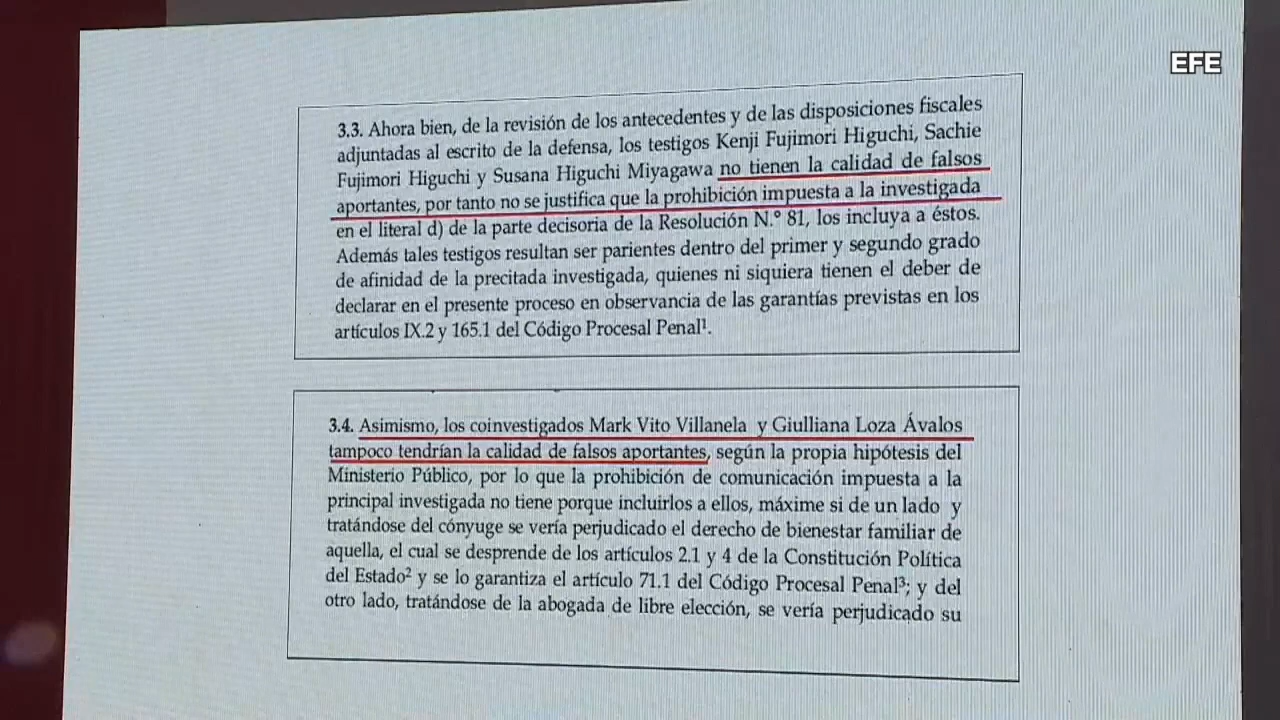 EFE
3.3. Ahora bien, de la revisión de los antecedentes y de las disposiciones fiscales
adjuntadas al escrito de la defensa, los testigos Kenji Fujimori Higuchi, Sachie
Fujimori Higuchi y Susana Higuchi Miyagawa no tienen la calidad de falsos
aportantes, por tanto no se justifica que la prohibición impuesta a la investigada
en el literal d) de la parte decisoria de la Resolución N.° 81, los incluya a éstos.
Además tales testigos resultan ser parientes dentro del primer y segundo grado
de afinidad de la precitada investigada, quienes ni siquiera tienen el deber de
declarar en el presente proceso en observancia de las garantías previstas en los
artículos IX.2 y 165.1 del Código Procesal Penal¹.
3.4. Asimismo, los coinvestigados Mark Vito Villanela y Giulliana Loza Ávalos
tampoco tendrían la calidad de falsos aportantes, según la propia hipótesis del
Ministerio Público, por lo que la prohibición de comunicación impuesta a la
principal investigada no tiene porque incluirlos a ellos, máxime si de un lado y
tratándose del cónyuge se vería perjudicado el derecho de bienestar familiar de
aquella, el cual se desprende de los artículos 2.1 y 4 de la Constitución Política
del Estado² y se lo garantiza el artículo 71.1 del Código Procesal Penal³; y del
otro lado, tratándose de la abogada de libre elección, se vería perjudicado su